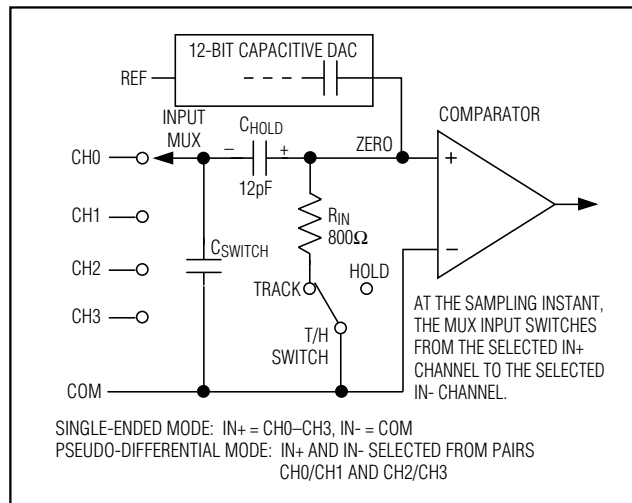 12-BIT CAPACITIVE DAC
REF
COMPARATOR
INPUT
MUX
CHOLD
ZERO
− +
12pF
CH0
+
RIN
800Ω
CH1
−
CSWITCH
HOLD
CH2
TRACK
CH3
T/H
SWITCH
AT THE SAMPLING INSTANT,
THE MUX INPUT SWITCHES
FROM THE SELECTED IN+
CHANNEL TO THE SELECTED
IN- CHANNEL.
COM
SINGLE-ENDED MODE: IN+ = CH0–CH3, IN- = COM
PSEUDO-DIFFERENTIAL MODE: IN+ AND IN- SELECTED FROM PAIRS
CH0/CH1 AND CH2/CH3